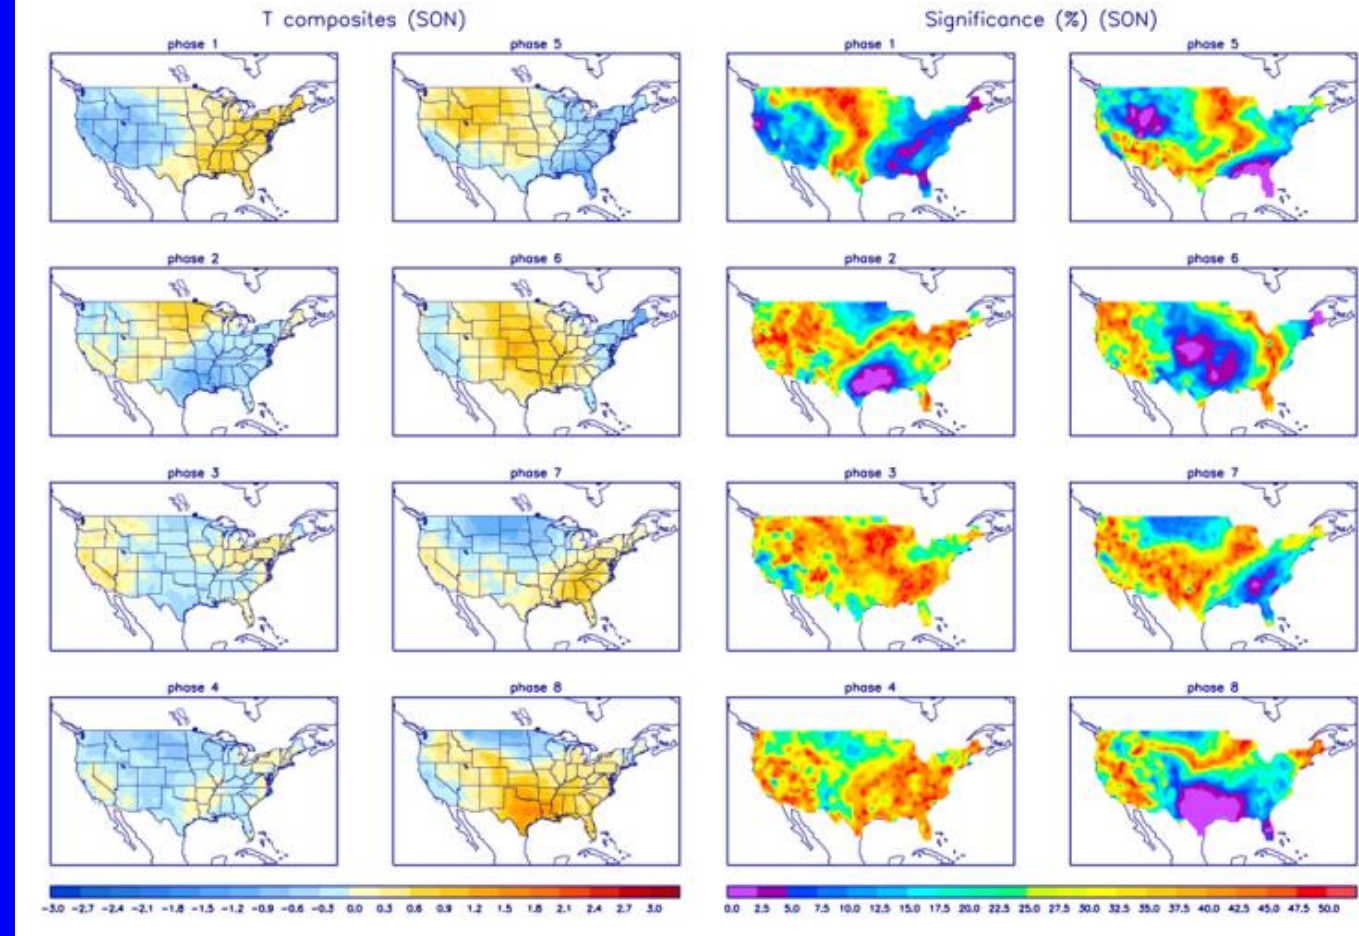 T composites (SON)
Significance (%) (SON)
phase 1
phase 5
phase 1
phase 5
phase 2
phase 6
phase 2
phase 6
phase 3
phase 7
phase 3
phase 7
phase 4
phase 8
phase 4
phase 8
-3.0 -2.7 -2.4 -2.1 -1.8 -1.5 -1.2 -0.9 -0.6 -0.3 0.0 0.3 0.6 0.9 1.2 1.5 1.8 2.1 2.4 2.7 3.0
0.0 2.5 5.0 7.5 10.0 12.5 15.0 17.5 20.0 22.5 25.0 27.5 30.0 32.5 35.0 37.5 40.0 42.5 45.0 47.5 50.0